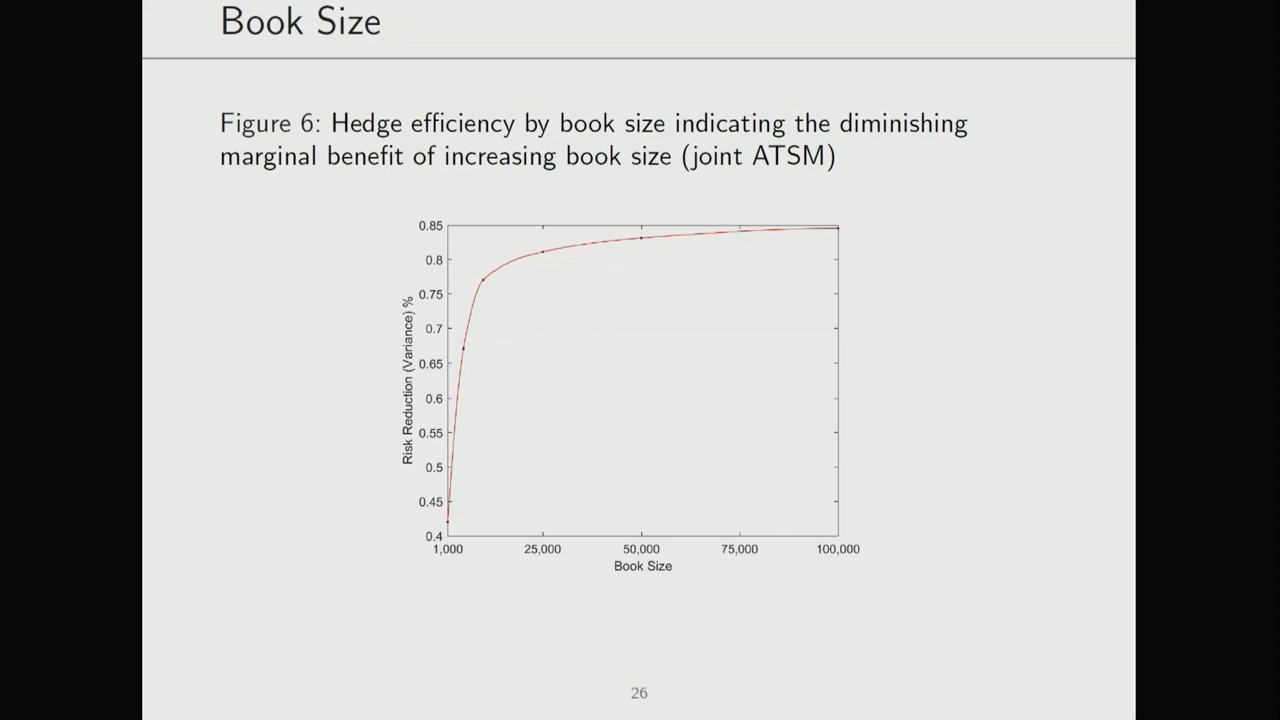 Book Size
Figure 6: Hedge efficiency by book size indicating the diminishing
marginal benefit of increasing book size (joint ATSM)
0.85
0.8
0.75
0.7
0.65
0.6
0.55
0.5
0.45
0.4
Risk Reduction (Variance) %
1,000 25,000 50,000 75,000 100,000
Book Size
26